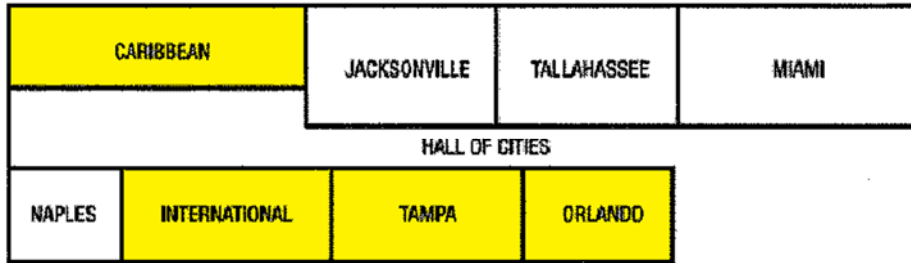 CARIBBEAN
JACKSONVILLE
TALLAHASSEE
MIAMI
HALL OF CITIES
NAPLES
INTERNATIONAL
TAMPA
ORLANDO